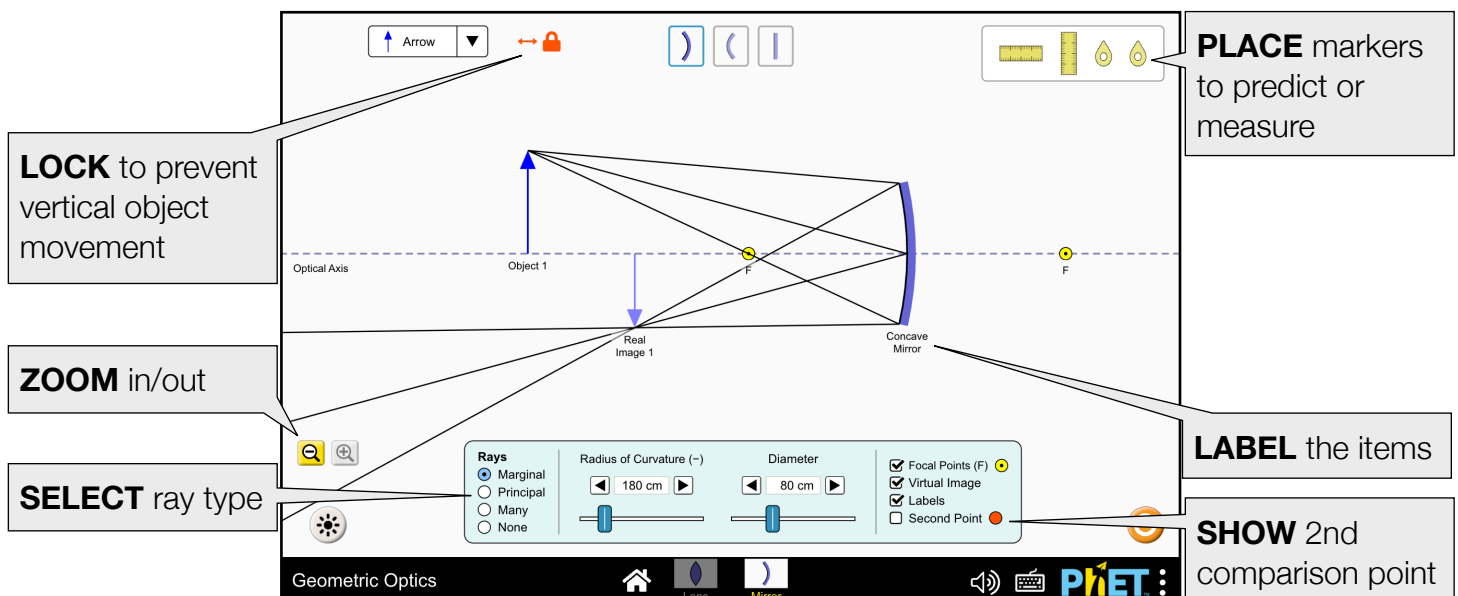 Arrow
PLACE markers
to predict or
measure
LOCK to prevent
vertical object
movement
Optical Axis
Object 1
F
F
Real
Image 1
Concave
Mirror
ZOOM in/out
LABEL the items
SELECT ray type
Rays
Marginal
Principal
Many
None
Radius of Curvature (−)
180 cm
Diameter
80 cm
Focal Points (F)
Virtual Image
Labels
Second Point
SHOW 2nd
comparison point
Geometric Optics
Lens
Mirror
PhET